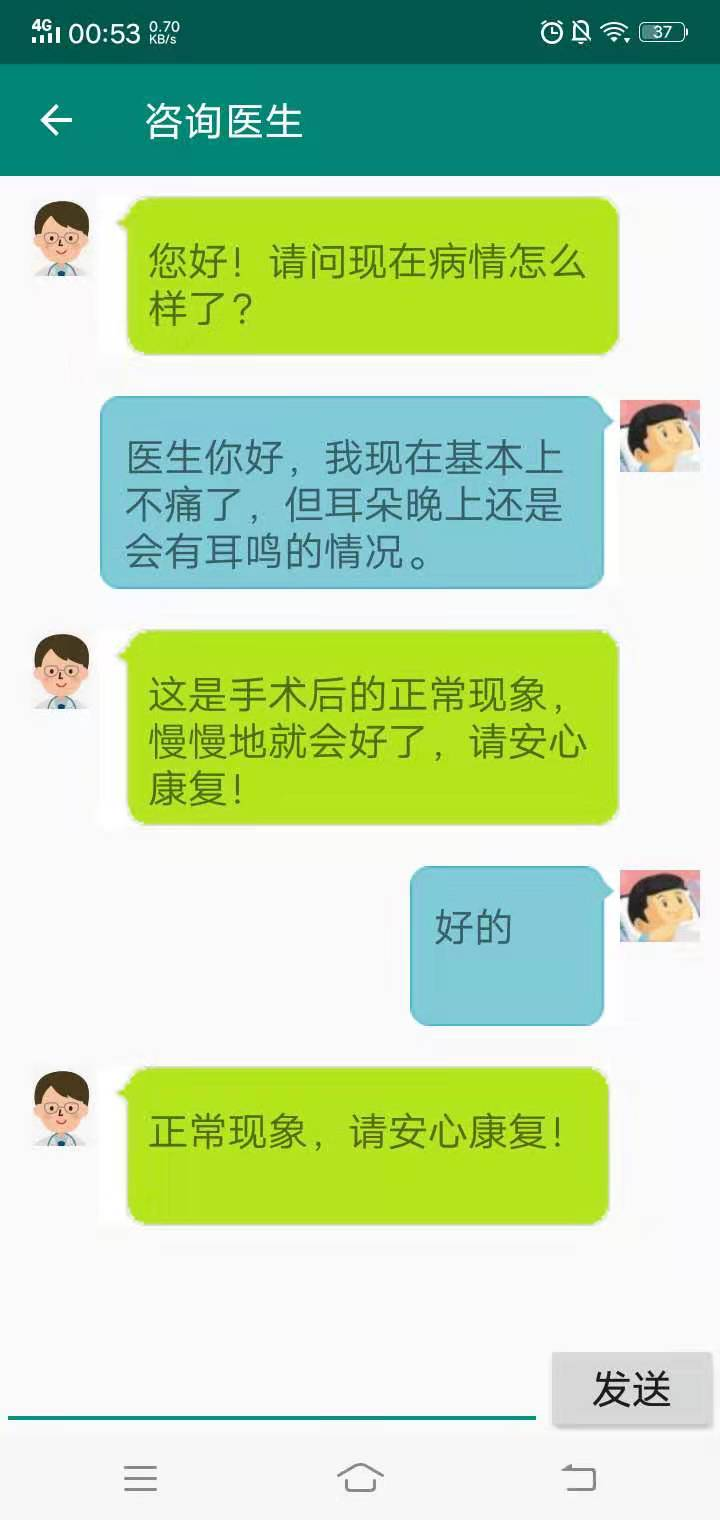 4G 00:53 0.70 KB/s 37
咨询医生
您好！请问现在病情怎么
样了？
医生你好，我现在基本上
不痛了，但耳朵晚上还是
会有耳鸣的情况。
这是手术后的正常现象，
慢慢地就会好了，请安心
康复！
好的
正常现象，请安心康复！
发送